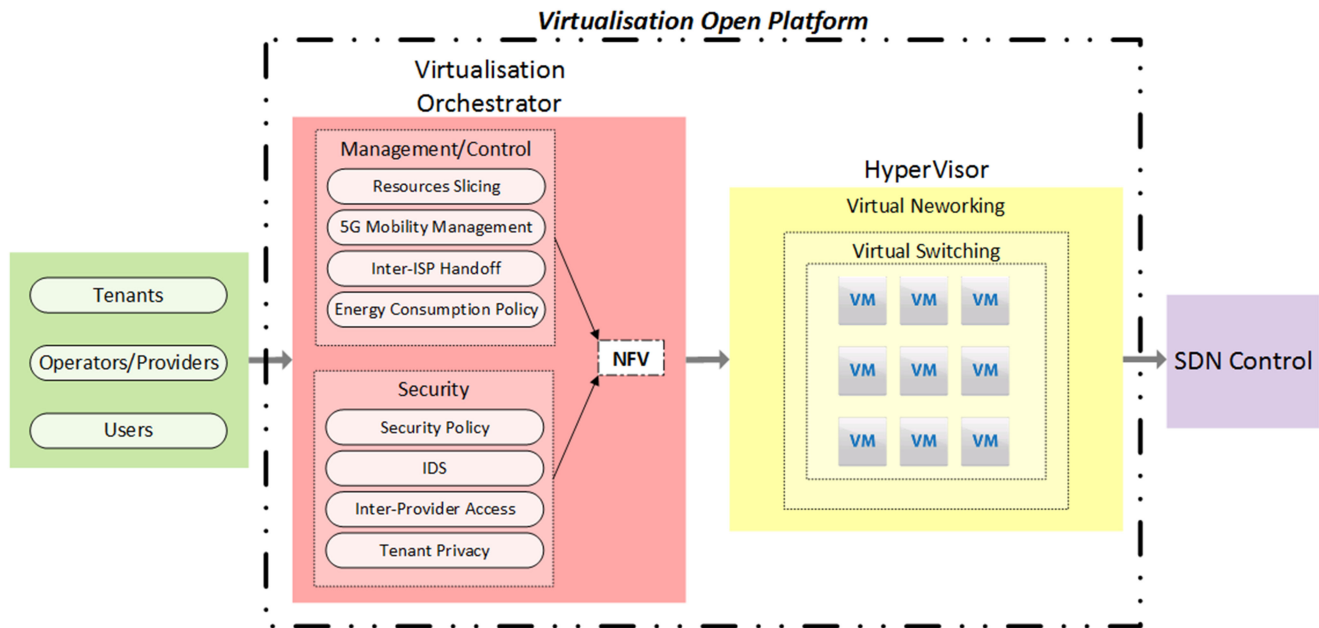 Virtualisation Open Platform
Virtualisation
Orchestrator
Management/Control
Resources Slicing
5G Mobility Management
Inter-ISP Handoff
Energy Consumption Policy
Security
Security Policy
IDS
Inter-Provider Access
Tenant Privacy
NFV
Tenants
Operators/Providers
Users
HyperVisor
Virtual Neworking
Virtual Switching
VM VM VM
VM VM VM
VM VM VM
SDN Control